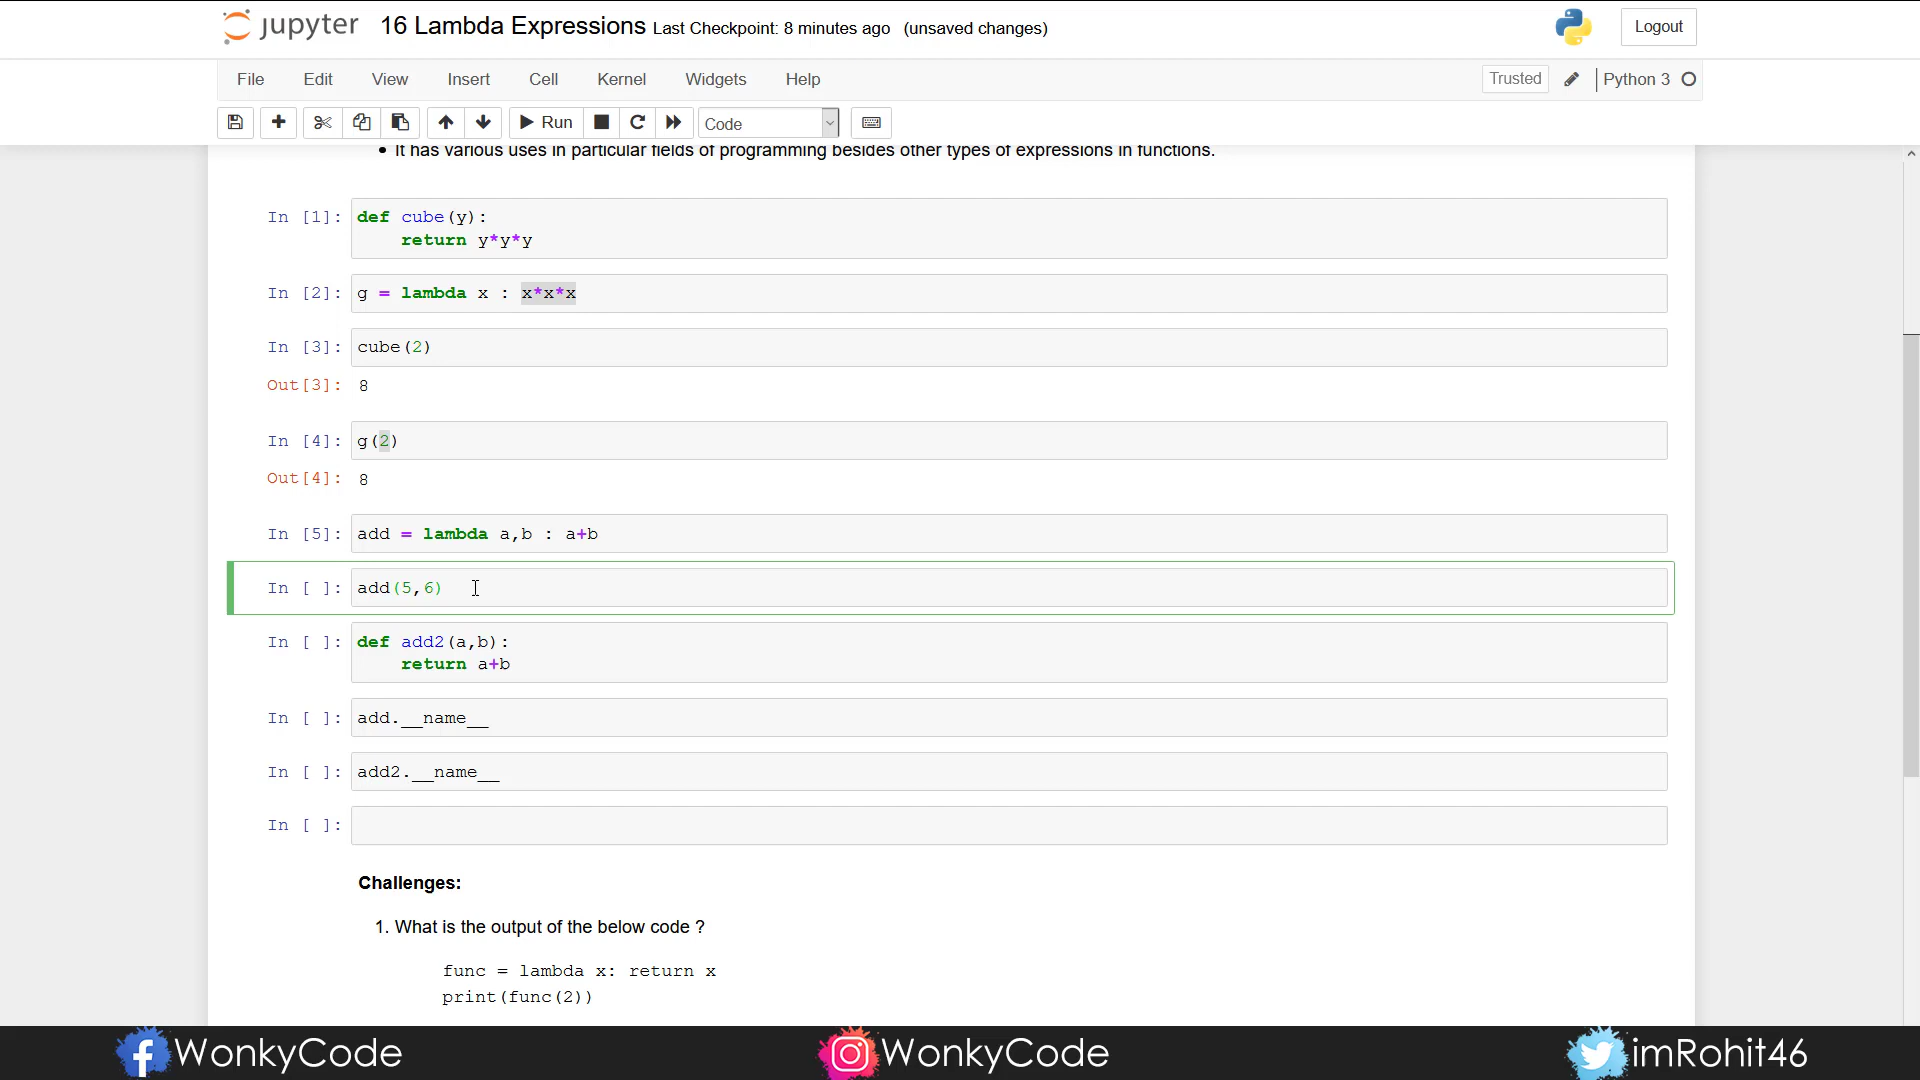 jupyter 16 Lambda Expressions Last Checkpoint: 8 minutes ago (unsaved changes) Logout
File Edit View Insert Cell Kernel Widgets Help Trusted Python 3
Run Code
• It has various uses in particular fields of programming besides other types of expressions in functions.
In [1]: def cube(y):
return y*y*y
In [2]: g = lambda x : x*x*x
In [3]: cube(2)
Out[3]: 8
In [4]: g(2)
Out[4]: 8
In [5]: add = lambda a,b : a+b
In [ ]: add(5,6)
In [ ]: def add2(a,b):
return a+b
In [ ]: add.__name__
In [ ]: add2.__name__
In [ ]:
Challenges:
1. What is the output of the below code ?
func = lambda x: return x
print(func(2))
WonkyCode WonkyCode imRohit46